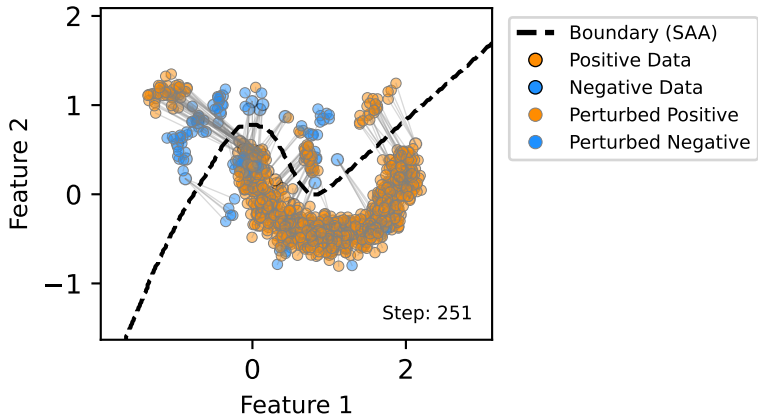 2
1
0
−1
Feature 2
0
2
Feature 1
Step: 251
Boundary (SAA)
Positive Data
Negative Data
Perturbed Positive
Perturbed Negative